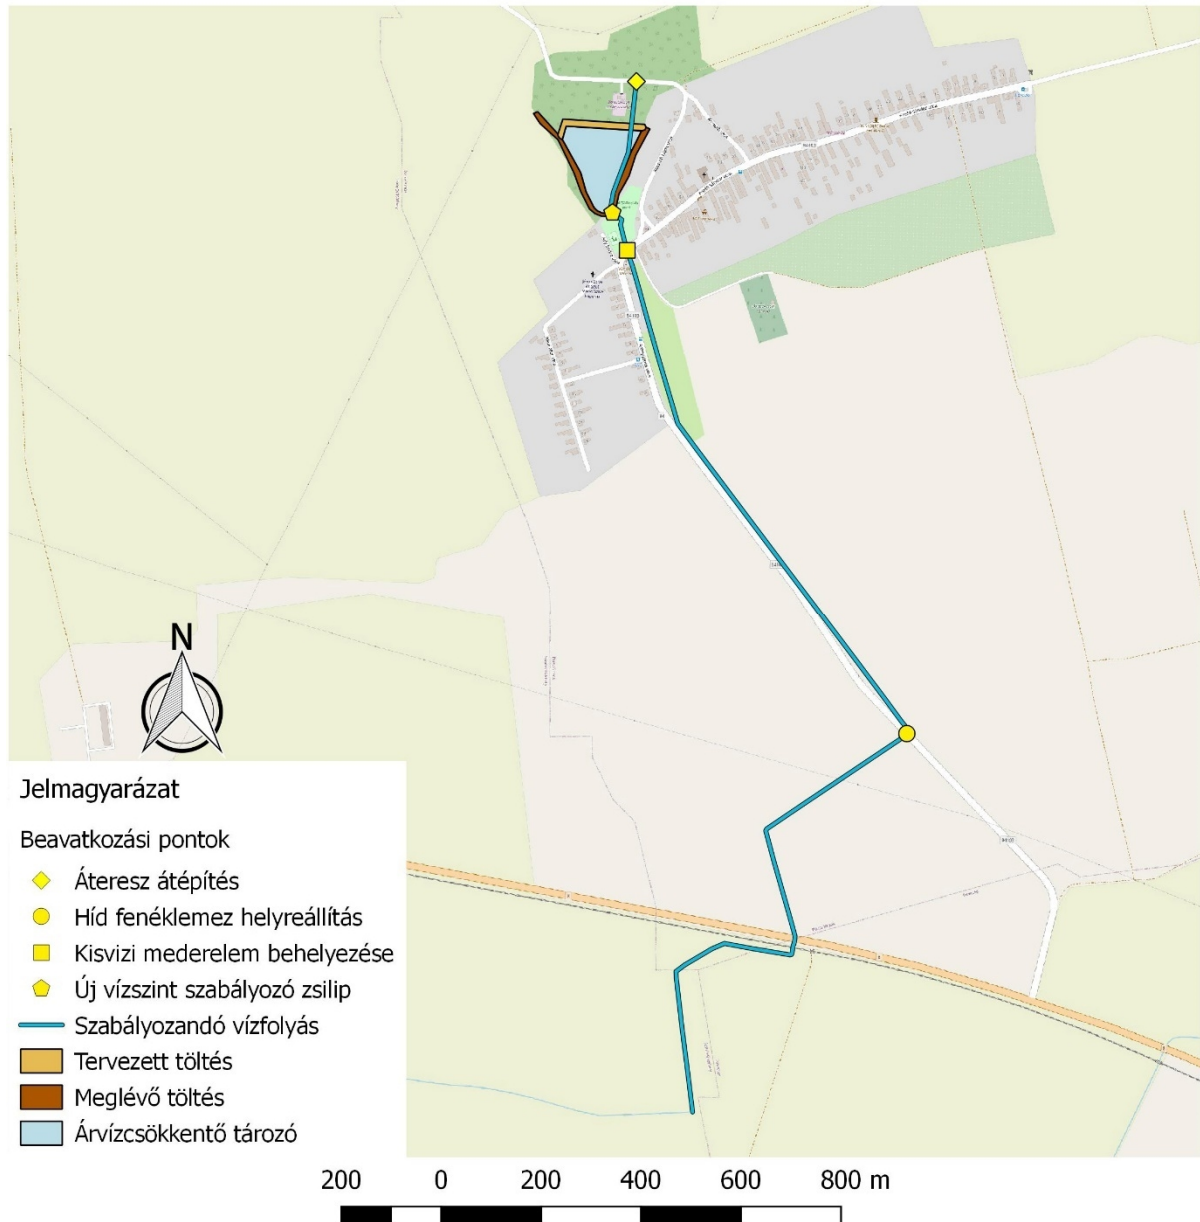 N
Jelmagyarázat
Beavatkozási pontok
Áteresz átépítés
Híd fenéklemez helyreállítás
Kisvizi mederelem behelyezése
Új vízszint szabályozó zsilip
Szabályozandó vízfolyás
Tervezett töltés
Meglévő töltés
Árvízcsökkentő tározó
200 0 200 400 600 800 m